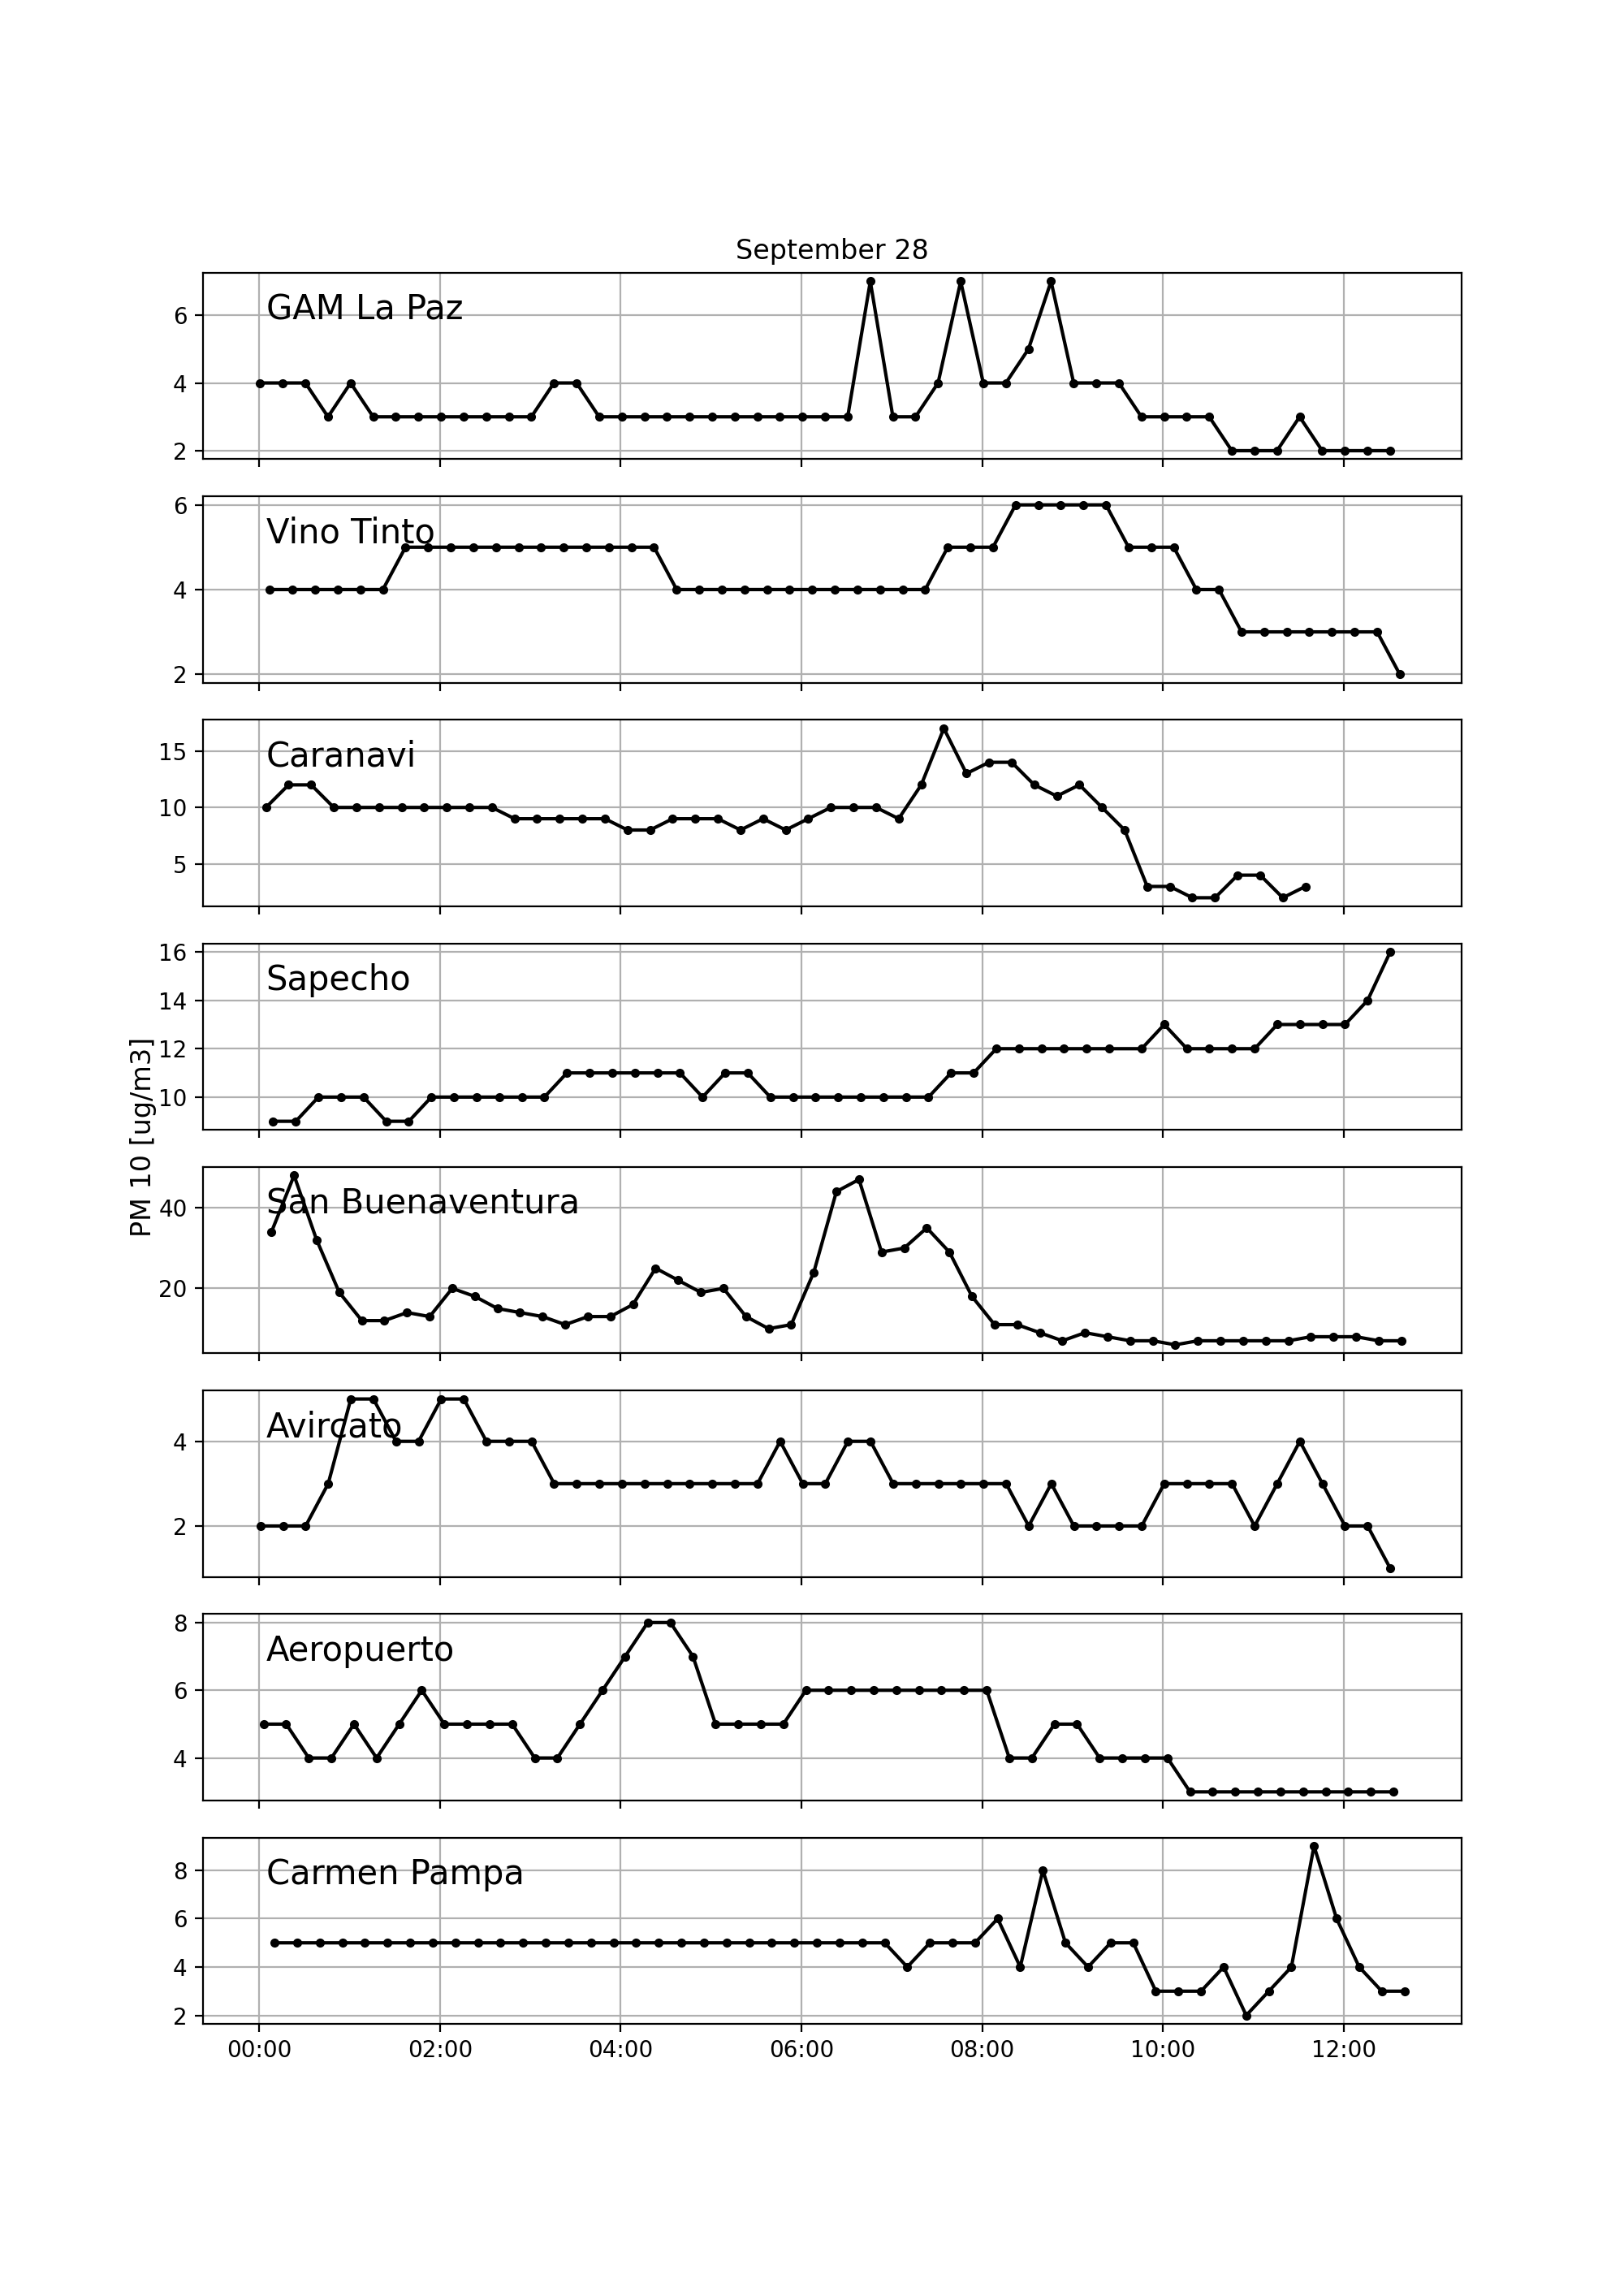 September 28
GAM La Paz
6
4
2
Vino Tinto
6
4
2
Caranavi
15
10
5
Sapecho
16
14
12
10
PM 10 [ug/m3]
San Buenaventura
40
20
Avircato
4
2
Aeropuerto
8
6
4
Carmen Pampa
8
6
4
2
00:00 02:00 04:00 06:00 08:00 10:00 12:00